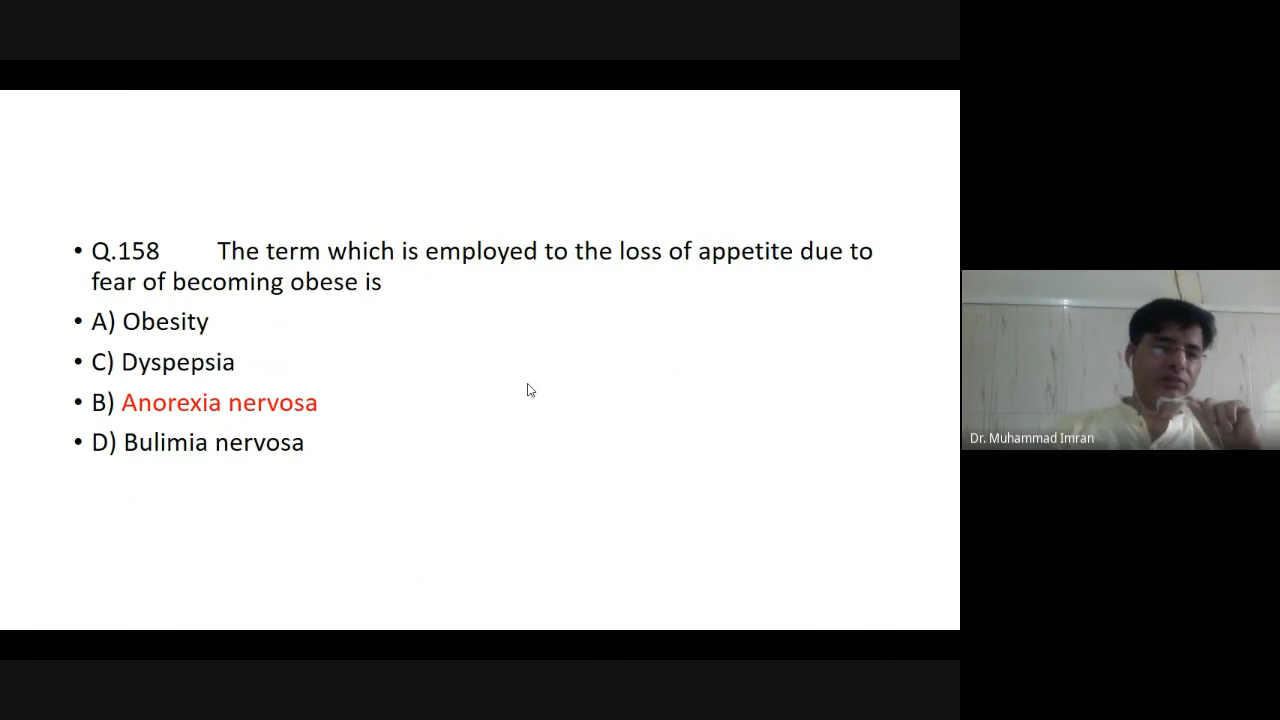 • Q.158 The term which is employed to the loss of appetite due to
fear of becoming obese is
• A) Obesity
• C) Dyspepsia
• B) Anorexia nervosa
• D) Bulimia nervosa
Dr. Muhammad Imran